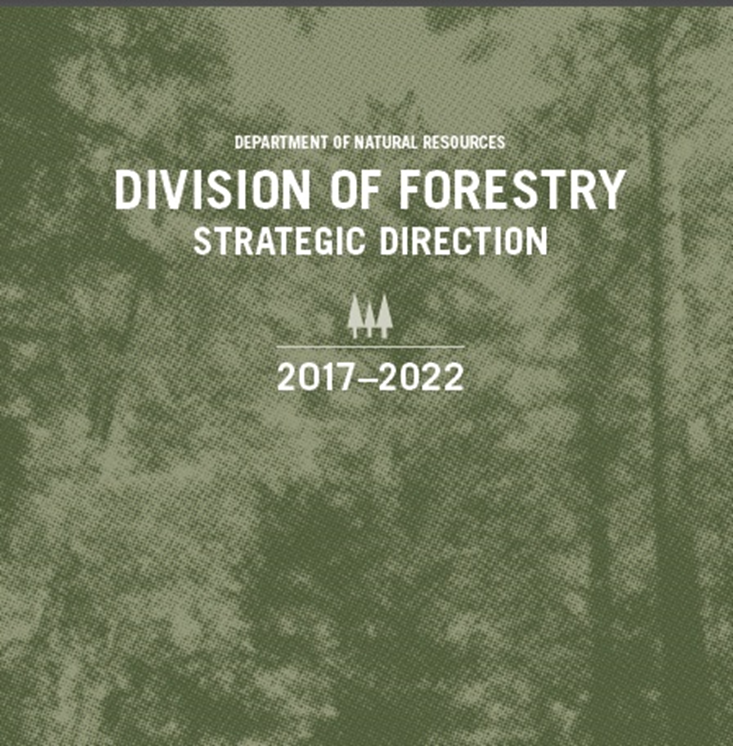 DEPARTMENT OF NATURAL RESOURCES
DIVISION OF FORESTRY
STRATEGIC DIRECTION
2017–2022